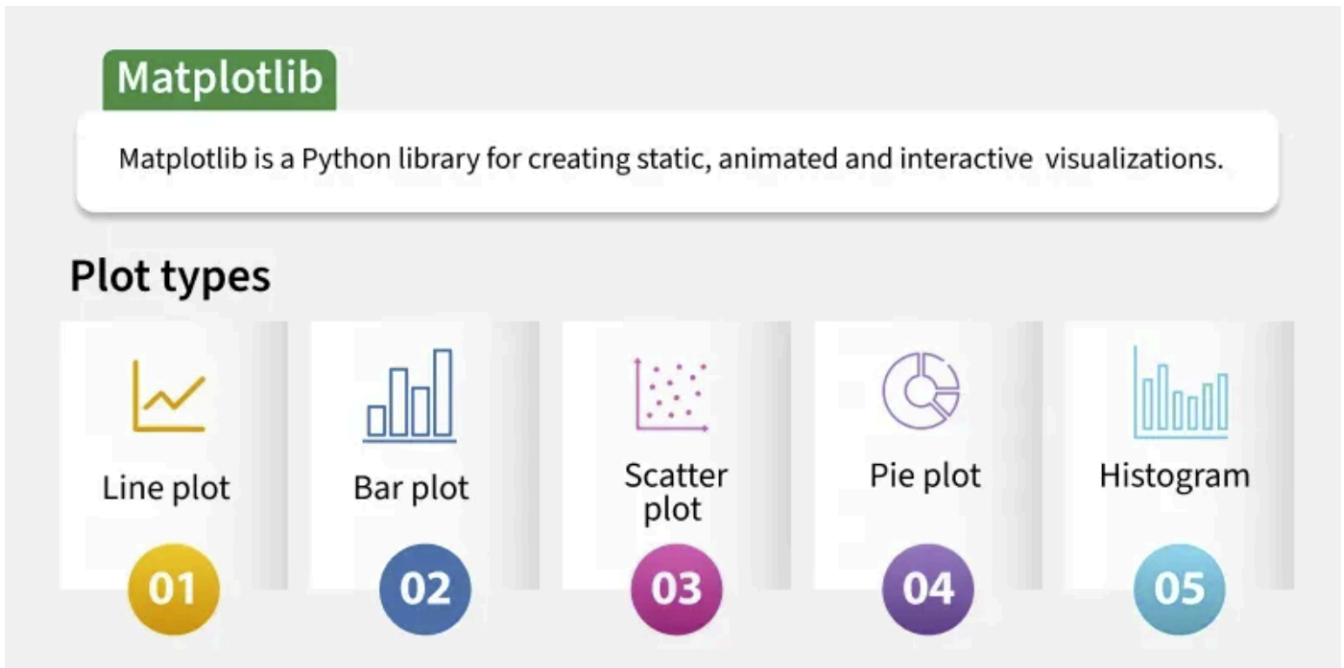 Matplotlib
Matplotlib is a Python library for creating static, animated and interactive  visualizations.
Plot types
Line plot
Bar plot
Scatter
plot
Pie plot
Histogram
01
02
03
04
05